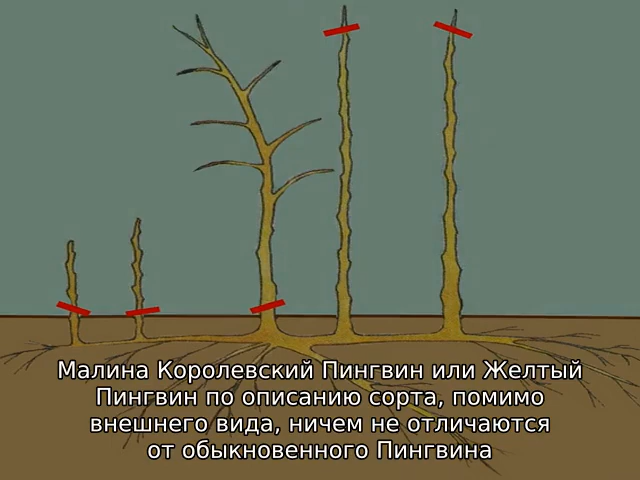 Малина Королевский Пингвин или Желтый
Пингвин по описанию сорта, помимо
внешнего вида, ничем не отличаются
от обыкновенного Пингвина